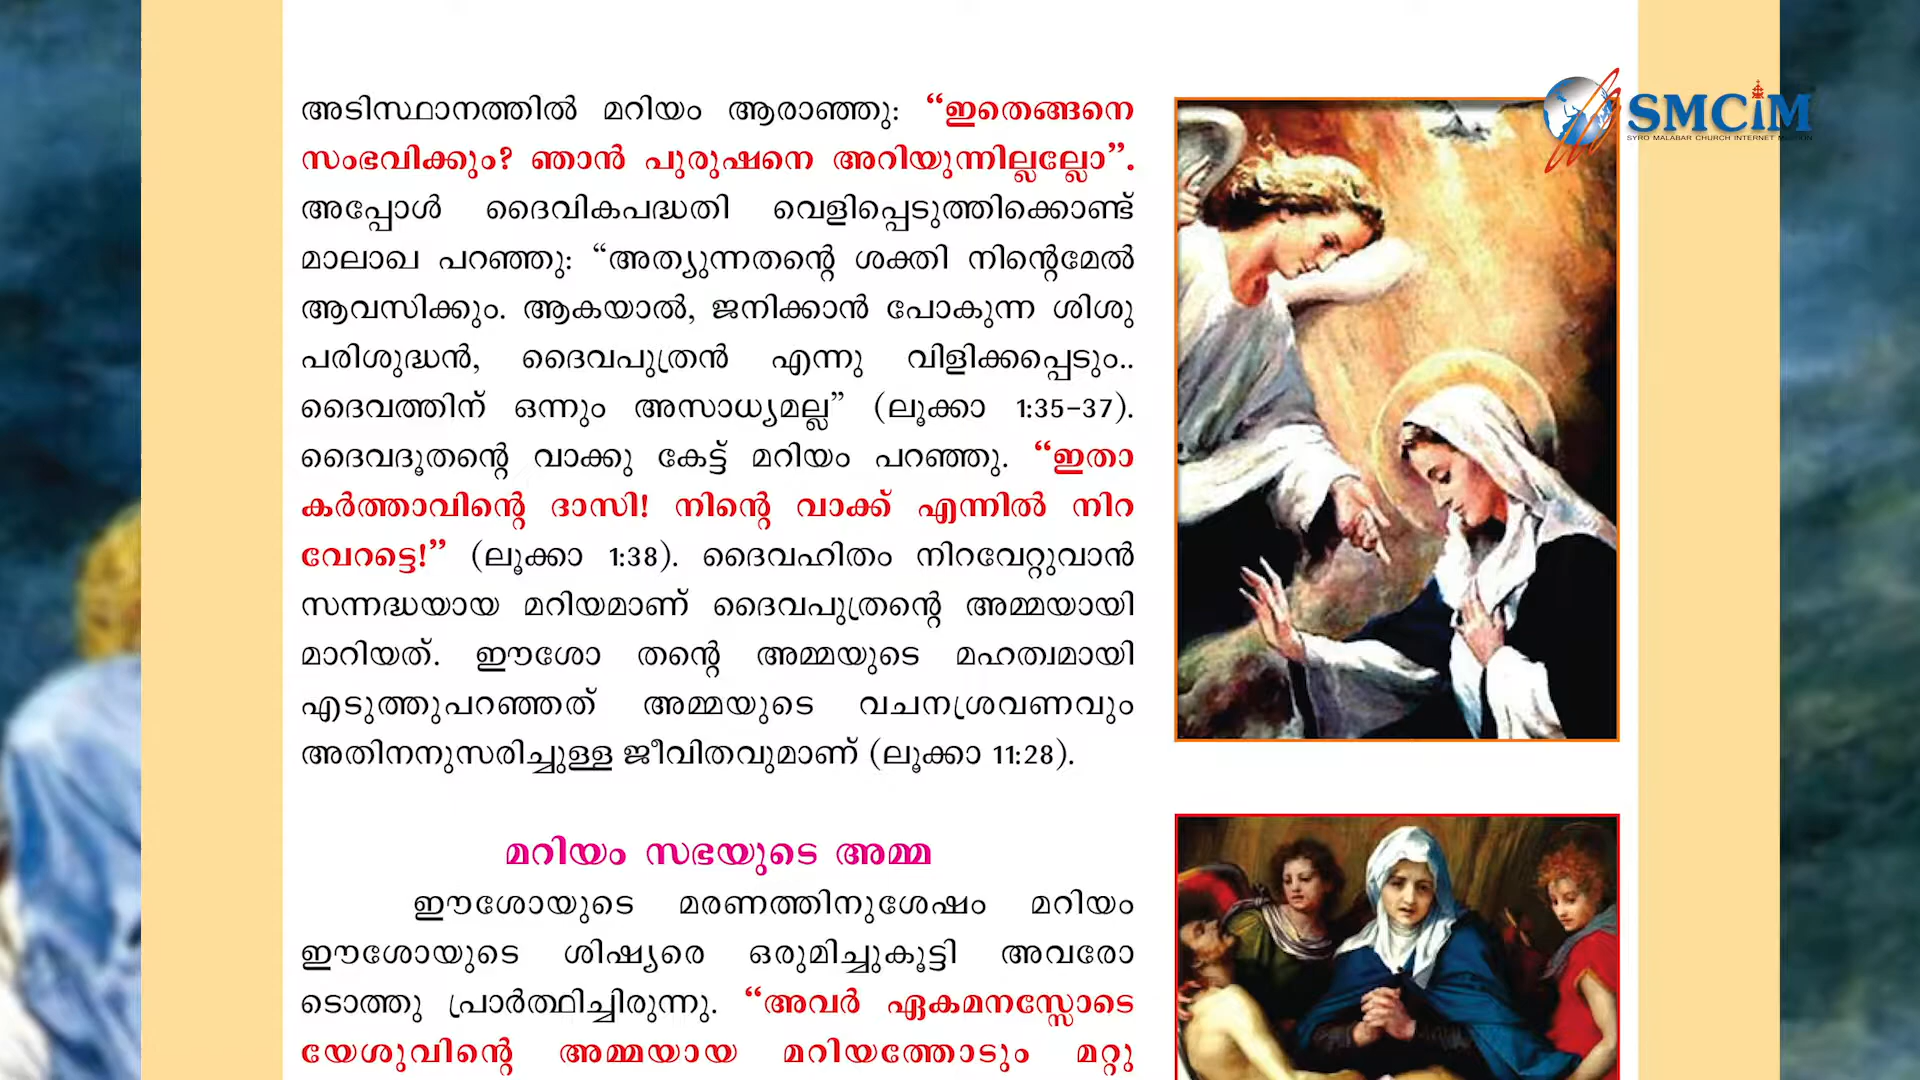 അടിസ്ഥാനത്തിൽ മറിയം ആരാഞ്ഞു: “ഇതെങ്ങനെ
സംഭവിക്കും? ഞാൻ പുരുഷനെ അറിയുന്നില്ലല്ലോ”.
അപ്പോൾ ദൈവികപദ്ധതി വെളിപ്പെടുത്തിക്കൊണ്ട്
മാലാഖ പറഞ്ഞു: “അത്യുന്നതന്റെ ശക്തി നിന്റെമേൽ
ആവസിക്കും. ആകയാൽ, ജനിക്കാൻ പോകുന്ന ശിശു
പരിശുദ്ധൻ, ദൈവപുത്രൻ എന്നു വിളിക്കപ്പെടും..
ദൈവത്തിന് ഒന്നും അസാധ്യമല്ല” (ലൂക്കാ 1:35-37).
ദൈവദൂതന്റെ വാക്കു കേട്ട് മറിയം പറഞ്ഞു. “ഇതാ
കർത്താവിന്റെ ദാസി! നിന്റെ വാക്ക് എന്നിൽ നിറ
വേറട്ടെ!” (ലൂക്കാ 1:38). ദൈവഹിതം നിറവേറ്റുവാൻ
സന്നദ്ധയായ മറിയമാണ് ദൈവപുത്രന്റെ അമ്മയായി
മാറിയത്. ഈശോ തന്റെ അമ്മയുടെ മഹത്വമായി
എടുത്തുപറഞ്ഞത് അമ്മയുടെ വചനശ്രവണവും
അതിനനുസരിച്ചുള്ള ജീവിതവുമാണ് (ലൂക്കാ 11:28).
മറിയം സഭയുടെ അമ്മ
ഈശോയുടെ മരണത്തിനുശേഷം മറിയം
ഈശോയുടെ ശിഷ്യരെ ഒരുമിച്ചുകൂട്ടി അവരോ
ടൊത്തു പ്രാർത്ഥിച്ചിരുന്നു. “അവർ ഏകമനസ്സോടെ
യേശുവിന്റെ അമ്മയായ മറിയത്തോടും മറ്റു
SMCIM
SYRO MALABAR CHURCH INTERNET MISSION